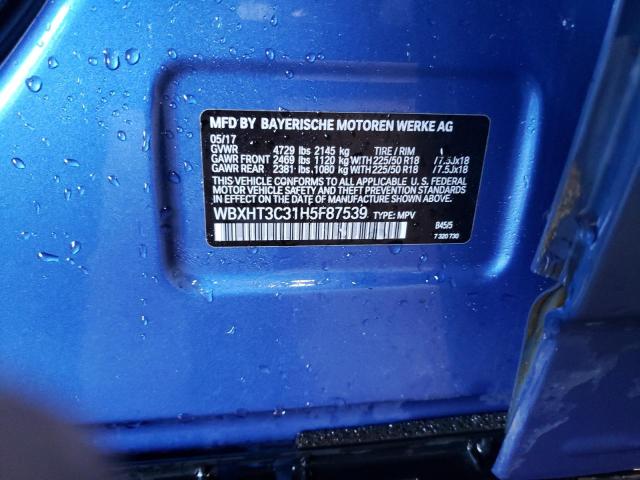 MFD BY BAYERISCHE MOTOREN WERKE AG
05/17
GVWR 4729 lbs 2145 kg TIRE / RIM
GAWR FRONT 2469 lbs 1120 kg WITH 225/50 R18 / 7.5Jx18
GAWR REAR 2381 lbs 1080 kg WITH 225/50 R18 / 7.5Jx18
THIS VEHICLE CONFORMS TO ALL APPLICABLE U.S. FEDERAL
MOTOR VEHICLE SAFETY AND THEFT PREVENTION STANDARDS
IN EFFECT ON THE DATE OF MANUFACTURE SHOWN ABOVE.
WBXHT3C31H5F87539 TYPE: MPV
B45/5
7 320 730